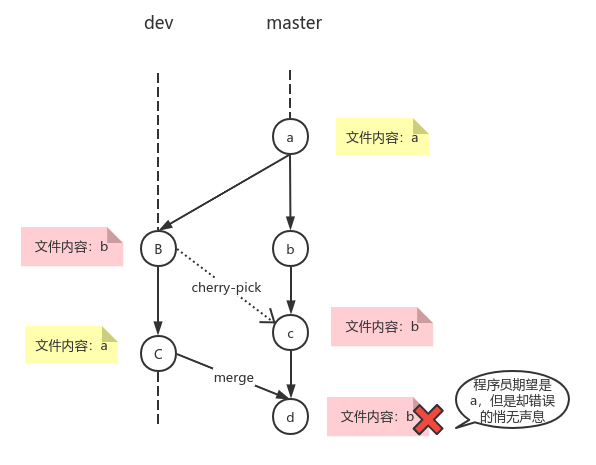 dev
master
a
文件内容：a
文件内容：b
B
b
cherry-pick
文件内容：b
c
文件内容：a
C
merge
程序员期望是
a，但是却错误
的悄无声息
文件内容：b
d